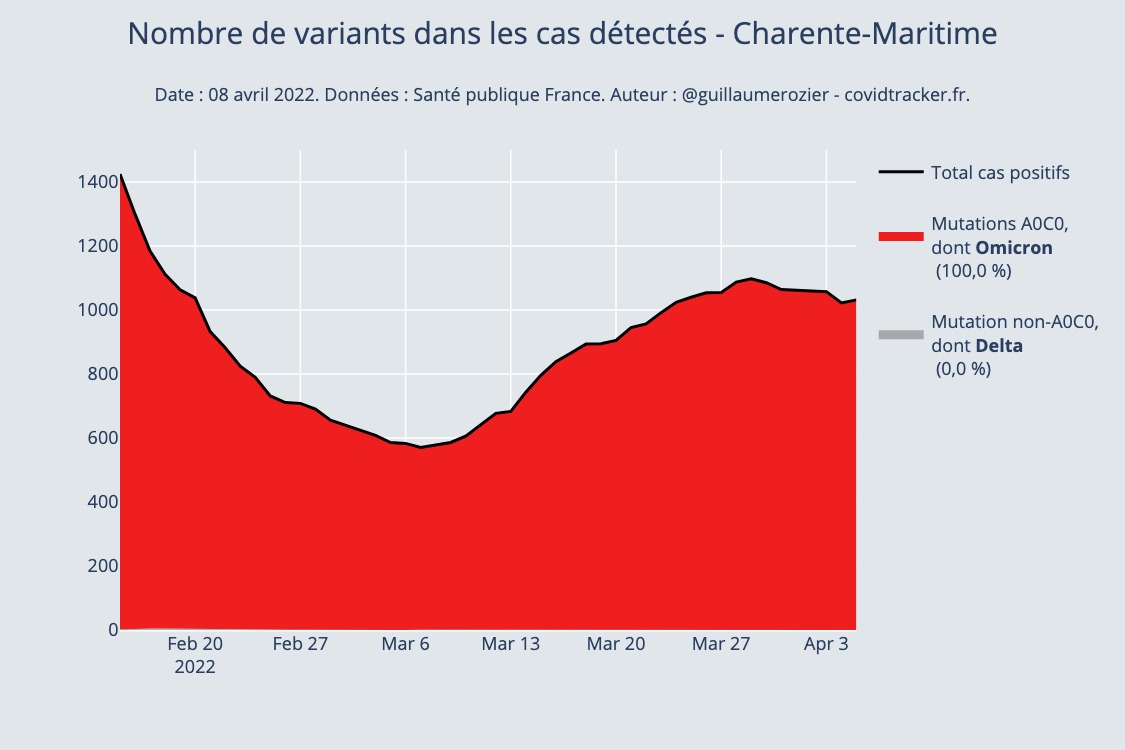 Nombre de variants dans les cas détectés - Charente-Maritime
Date : 08 avril 2022. Données : Santé publique France. Auteur : @guillaumerozier - covidtracker.fr.
1400
1200
1000
800
600
400
200
0
Feb 20
2022
Feb 27
Mar 6
Mar 13
Mar 20
Mar 27
Apr 3
Total cas positifs
Mutations A0C0,
dont Omicron
(100,0 %)
Mutation non-A0C0,
dont Delta
(0,0 %)